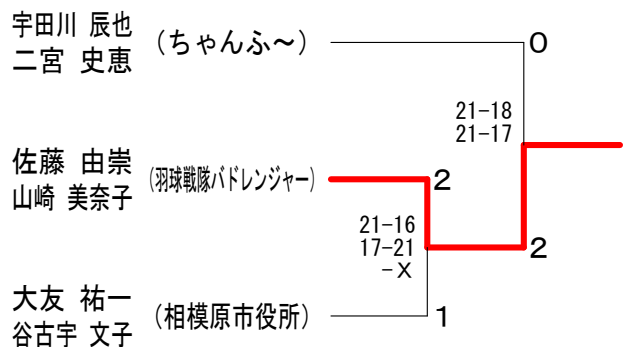 宇田川 辰也
二宮 史恵
(ちゃんふ~)
0
21-18
21-17
佐藤 由崇
山崎 美奈子
(羽球戦隊バドレンジャー)
2
21-16
17-21
-X
2
大友 祐一
谷古宇 文子
(相模原市役所)
1